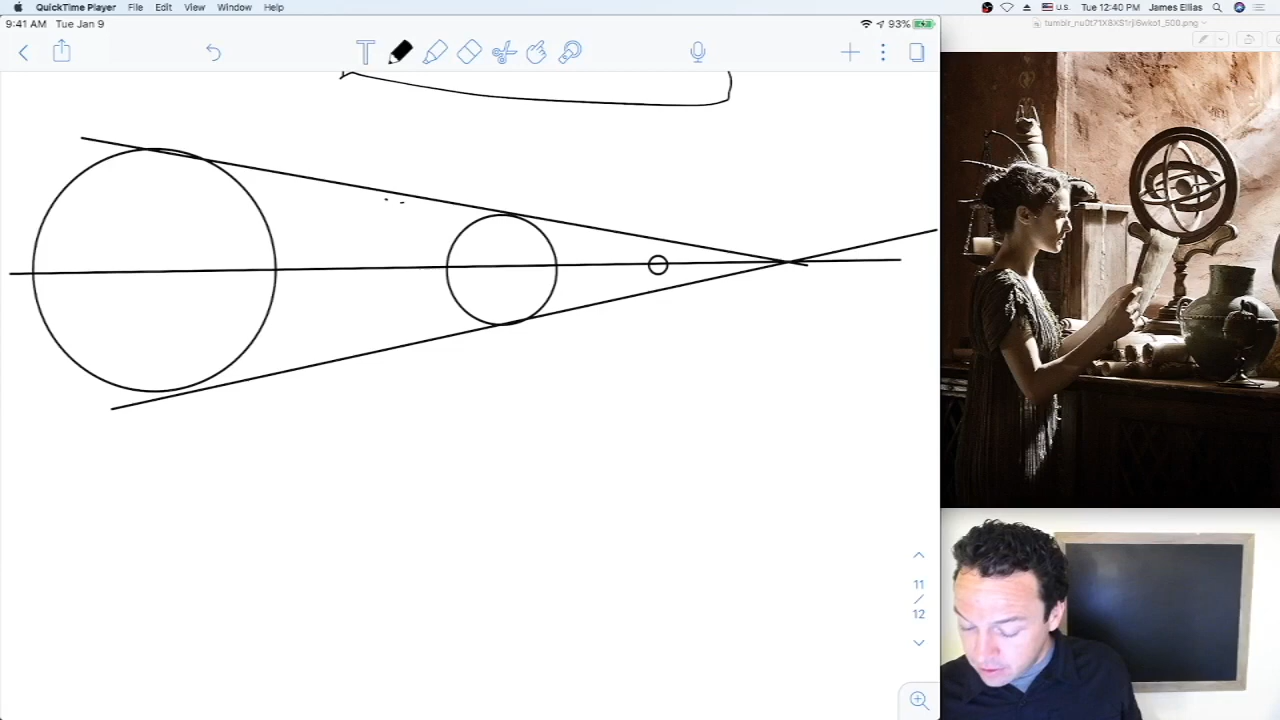 QuickTime Player File Edit View Window Help
U.S. Tue 12:40 PM James Ellias
9:41 AM Tue Jan 9
93%
T
11
/
12